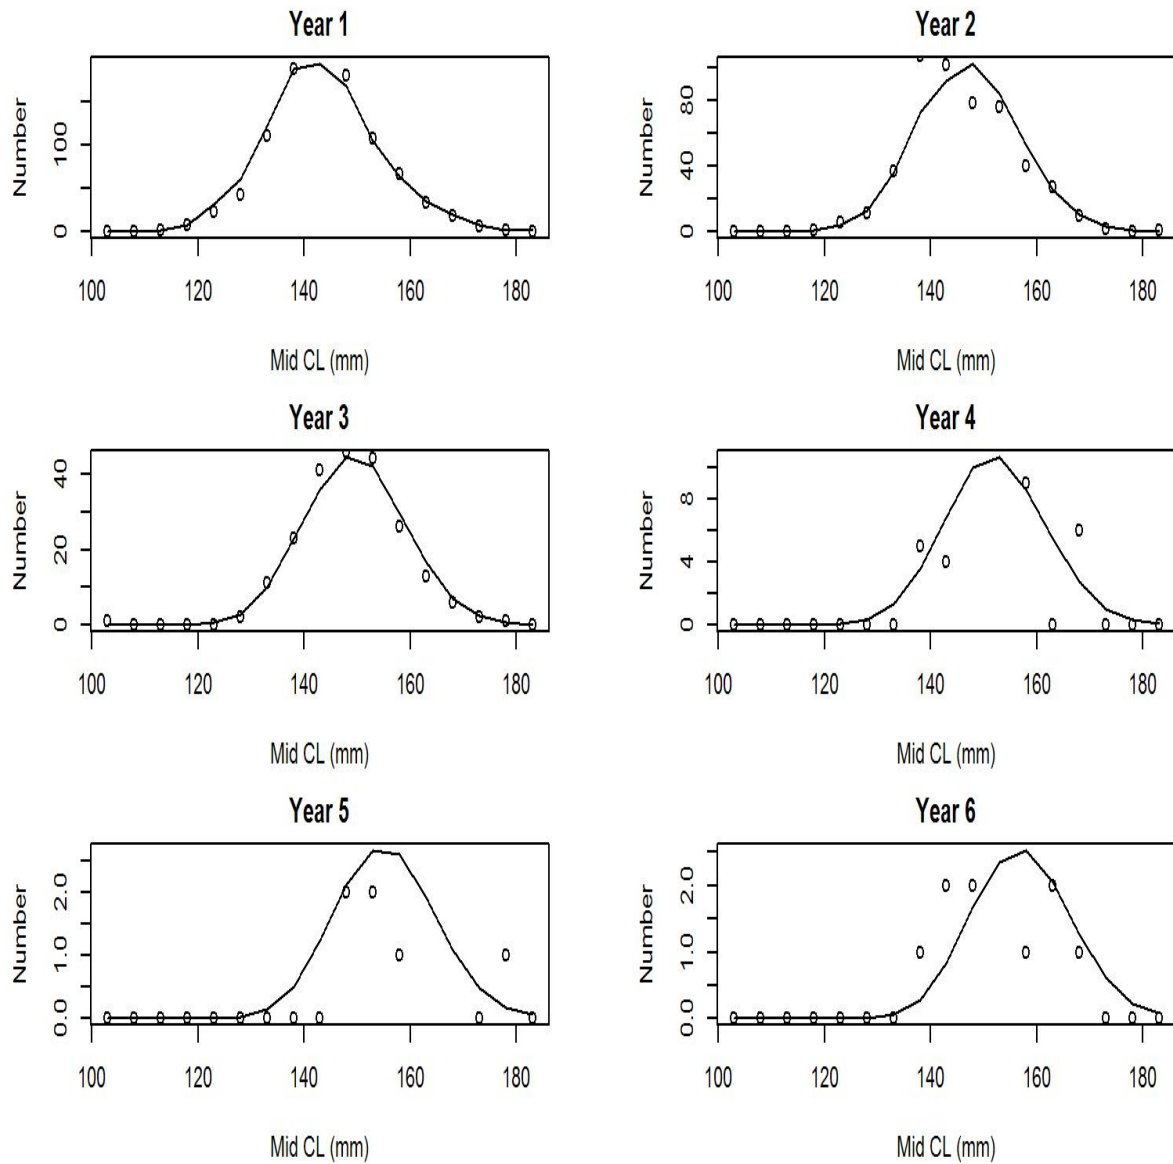 Year 1
Number
0 100
100 120 140 160 180
Mid CL (mm)
Year 2
Number
0 40 80
100 120 140 160 180
Mid CL (mm)
Year 3
Number
0 20 40
100 120 140 160 180
Mid CL (mm)
Year 4
Number
0 4 8
100 120 140 160 180
Mid CL (mm)
Year 5
Number
0.0 1.0 2.0
100 120 140 160 180
Mid CL (mm)
Year 6
Number
0.0 1.0 2.0
100 120 140 160 180
Mid CL (mm)